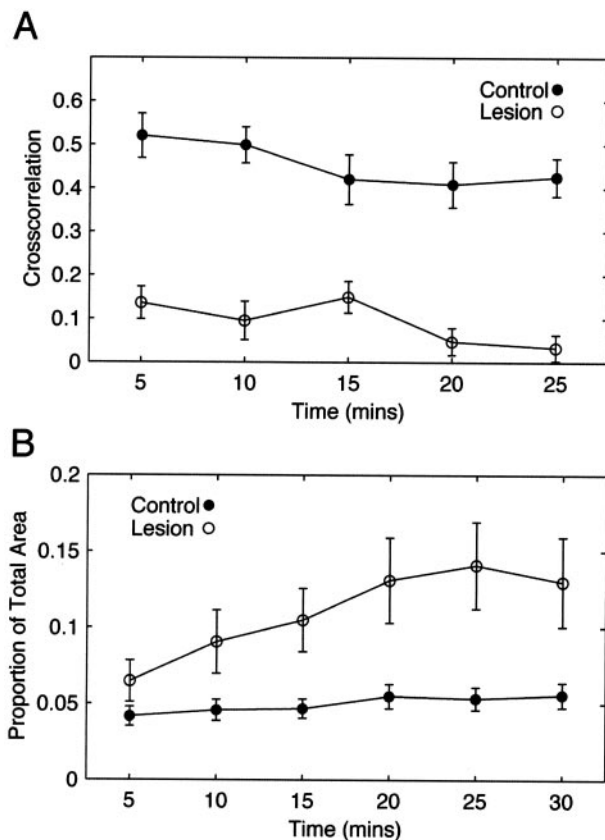 A
Crosscorrelation
0.6
0.5
0.4
0.3
0.2
0.1
0
Control
Lesion
5 10 15 20 25
Time (mins)
B
Proportion of Total Area
0.2
0.15
0.1
0.05
0
Control
Lesion
5 10 15 20 25 30
Time (mins)